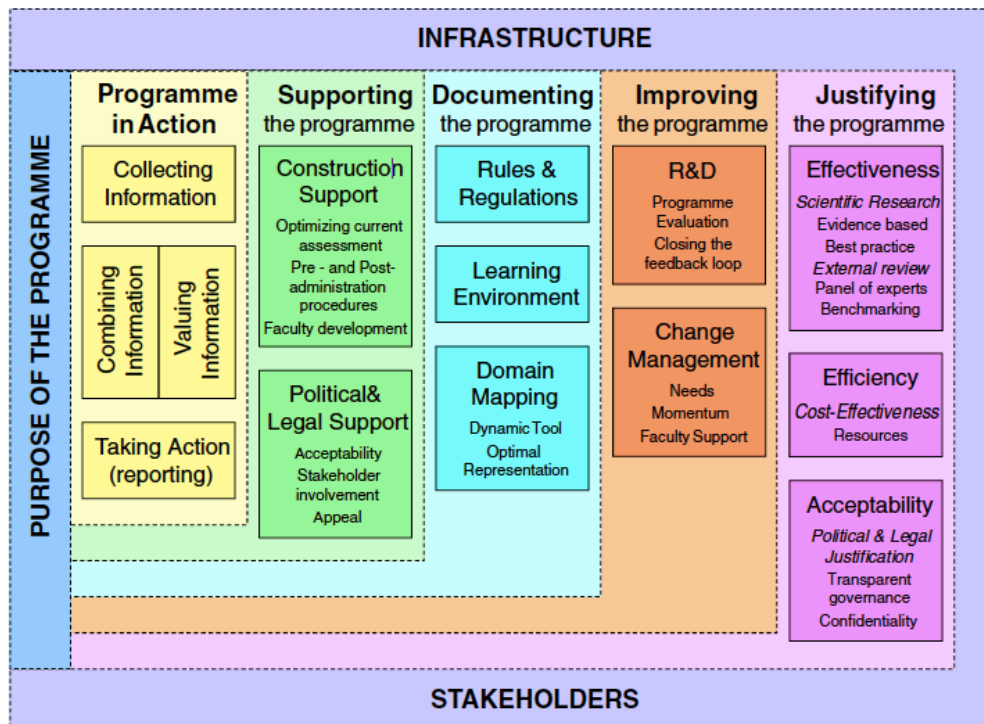 INFRASTRUCTURE
PURPOSE OF THE PROGRAMME
Programme
in Action
Collecting
Information
Combining
Information
Valuing
Information
Taking Action
(reporting)
Supporting
the programme
Construction
Support
Optimizing current
assessment
Pre - and Post-
administration
procedures
Faculty development
Political&
Legal Support
Acceptability
Stakeholder
involvement
Appeal
Documenting
the programme
Rules &
Regulations
Learning
Environment
Domain
Mapping
Dynamic Tool
Optimal
Representation
Improving
the programme
R&D
Programme
Evaluation
Closing the
feedback loop
Change
Management
Needs
Momentum
Faculty Support
Justifying
the programme
Effectiveness
Scientific Research
Evidence based
Best practice
External review
Panel of experts
Benchmarking
Efficiency
Cost-Effectiveness
Resources
Acceptability
Political & Legal
Justification
Transparent
governance
Confidentiality
STAKEHOLDERS